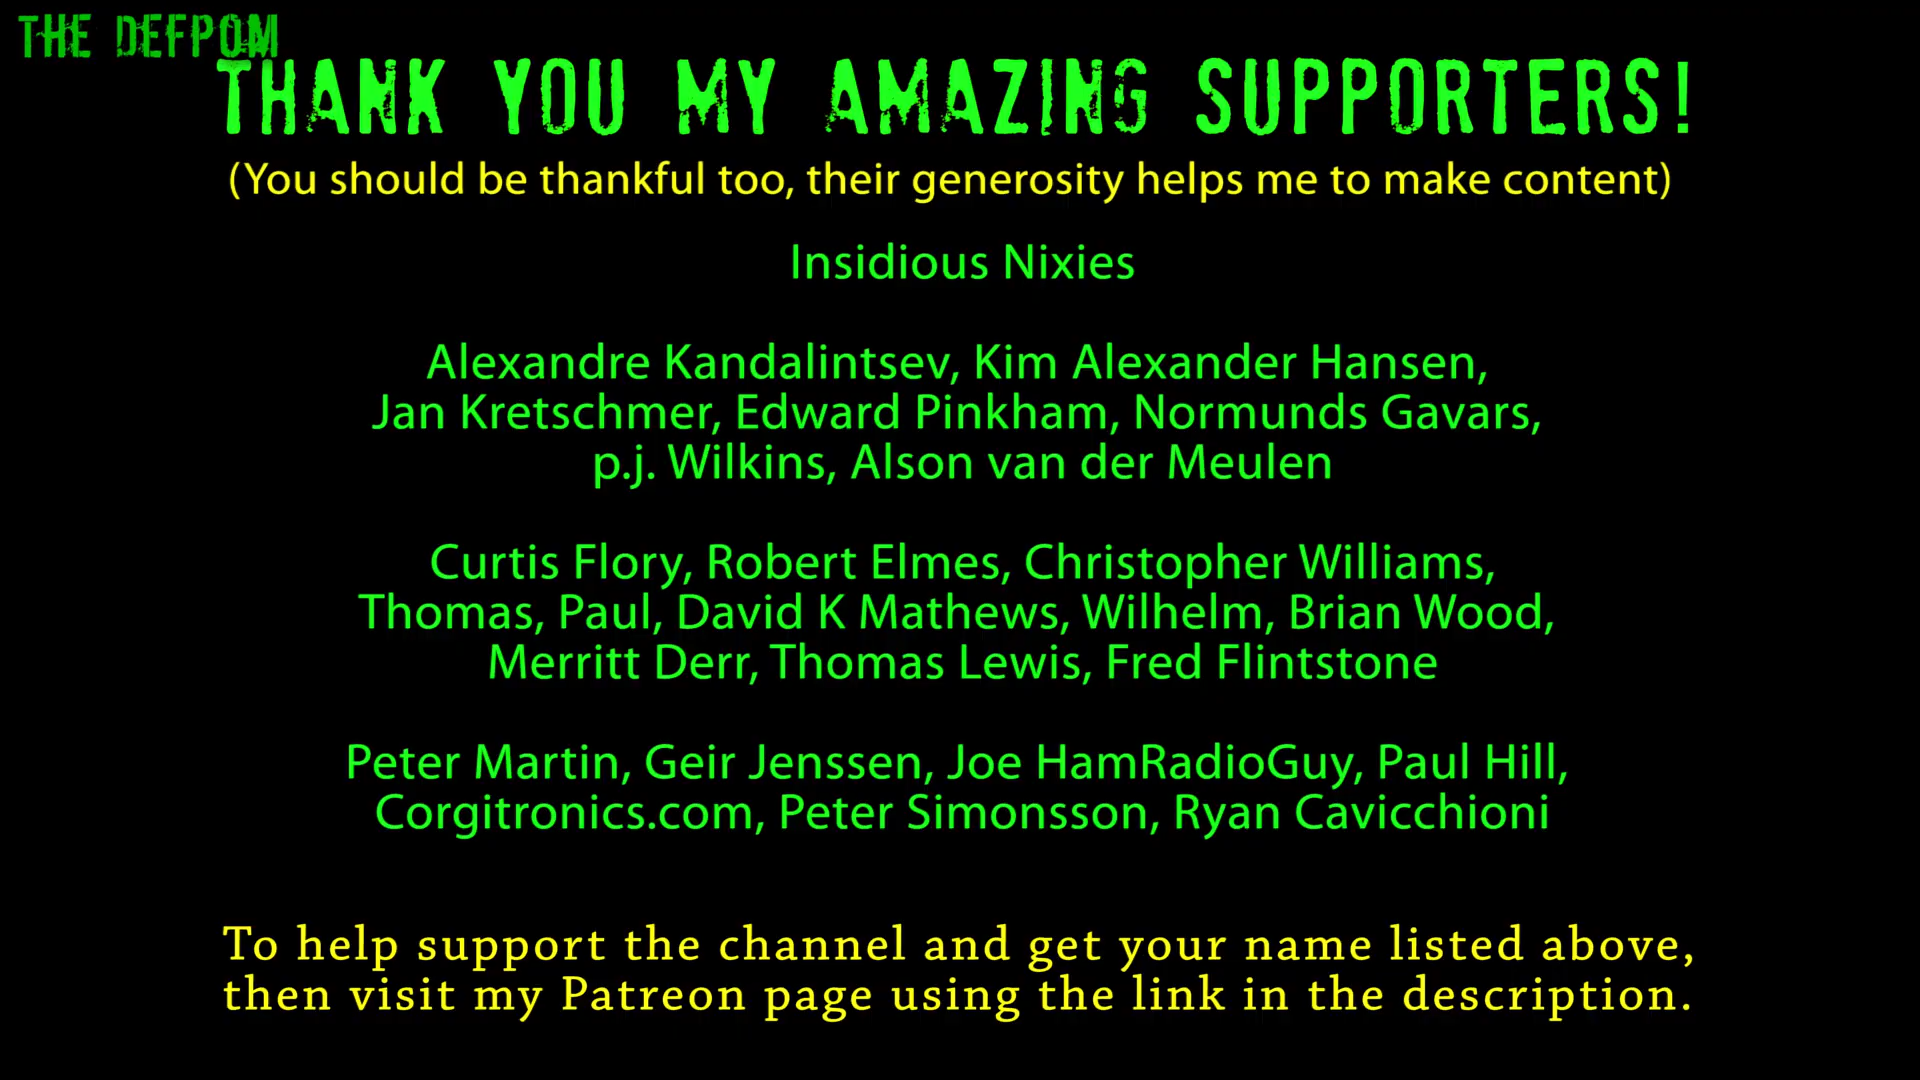 THE DEFPOM
THANK YOU MY AMAZING SUPPORTERS!
(You should be thankful too, their generosity helps me to make content)
Insidious Nixies
Alexandre Kandalintsev, Kim Alexander Hansen,
Jan Kretschmer, Edward Pinkham, Normunds Gavars,
p.j. Wilkins, Alson van der Meulen
Curtis Flory, Robert Elmes, Christopher Williams,
Thomas, Paul, David K Mathews, Wilhelm, Brian Wood,
Merritt Derr, Thomas Lewis, Fred Flintstone
Peter Martin, Geir Jenssen, Joe HamRadioGuy, Paul Hill,
Corgitronics.com, Peter Simonsson, Ryan Cavicchioni
To help support the channel and get your name listed above,
then visit my Patreon page using the link in the description.